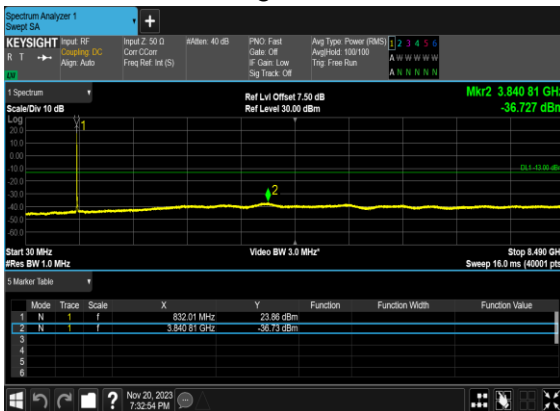 Spectrum Analyzer 1
Swept SA
+
KEYSIGHT Input: RF Input Z: 50 Ω #Atten: 40 dB PNO: Fast Avg Type: Power (RMS) 1 2 3 4 5 6
R T Coupling: DC Corr CCorr Gate: Off Avg|Hold: 100/100 A W W W W W
Align: Auto Freq Ref: Int (S) IF Gain: Low Trig: Free Run
LV Sig Track: Off A N N N N N
1 Spectrum Ref Lvl Offset 7.50 dB Mkr2 3.840 81 GHz
Scale/Div 10 dB Ref Level 30.00 dBm -36.727 dBm
Log
20.0 1
10.0
0.00
-10.0 DL1 -13.00 dBm
-20.0
-30.0 2
-40.0
-50.0
-60.0
Start 30 MHz Video BW 3.0 MHz* Stop 8.490 GHz
#Res BW 1.0 MHz Sweep 16.0 ms (40001 pts)
5 Marker Table
Mode Trace Scale X Y Function Function Width Function Value
1 N 1 f 832.01 MHz 23.86 dBm
2 N 1 f 3.840 81 GHz -36.73 dBm
3
4
5
6
? Nov 20, 2023
7:32:54 PM